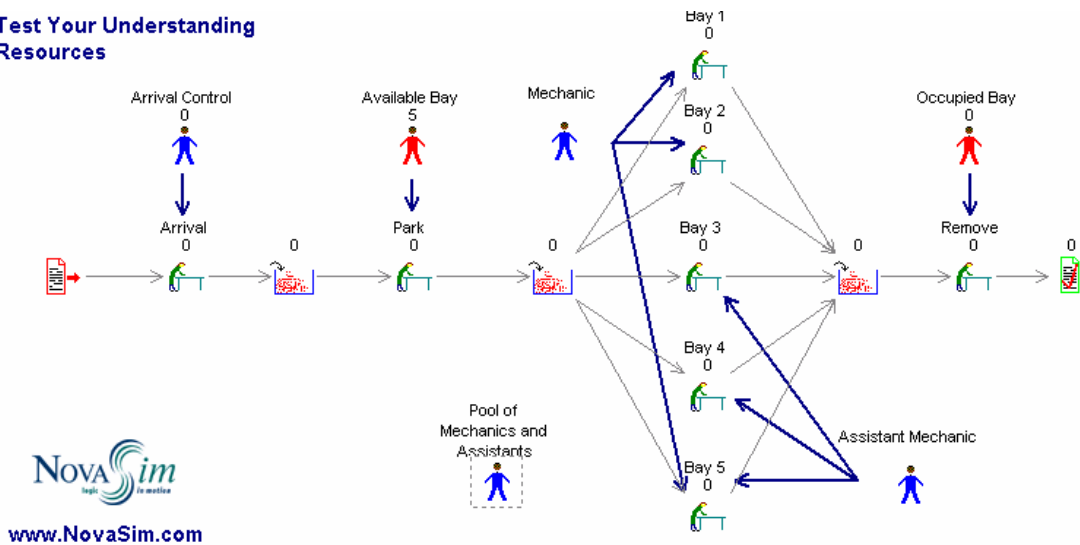 Test Your Understanding
Resources
Bay 1
0
Arrival Control
0
Available Bay
5
Mechanic
Bay 2
0
Occupied Bay
0
Arrival
0
0
Park
0
0
Bay 3
0
0
Remove
0
0
Bay 4
0
Pool of
Mechanics and
Assistants
Assistant Mechanic
Bay 5
0
NovaSim
logic in motion
www.NovaSim.com